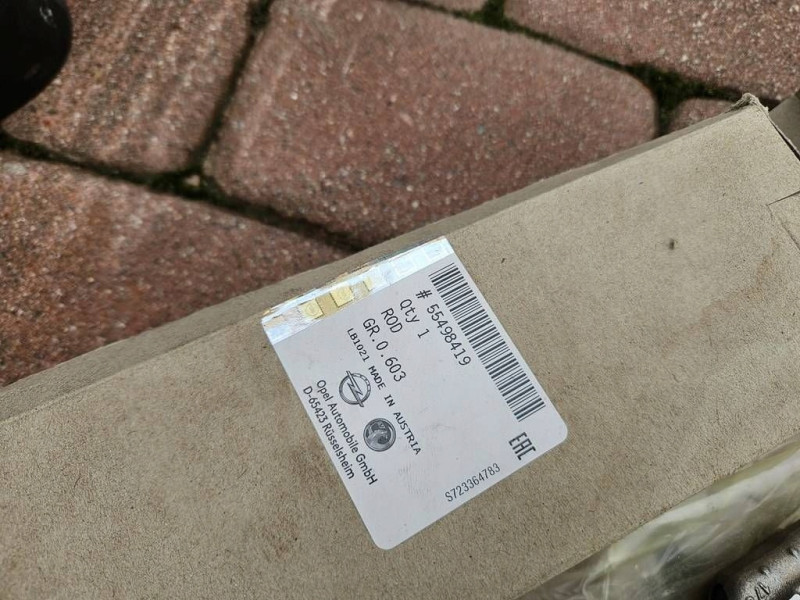 # 55498419
Qty 1
ROD
GR.0.603
LB1021 MADE IN AUSTRIA
Opel Automobile GmbH
D-65423 Rüsselsheim
EAC
S723364783